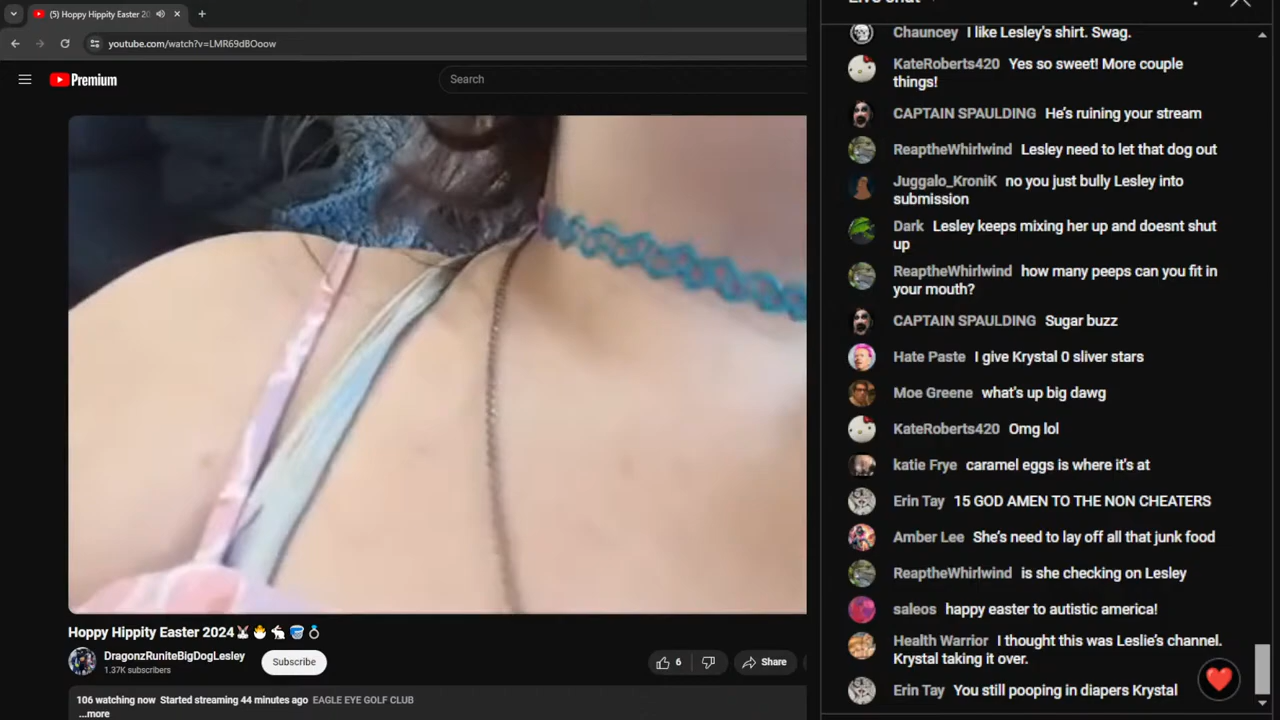 (5) Hoppy Hippity Easter 20
youtube.com/watch?v=LMR69dBOoow
Premium
Search
Hoppy Hippity Easter 2024
DragonzRuniteBigDogLesley
1.37K subscribers
Subscribe
6
Share
106 watching now Started streaming 44 minutes ago EAGLE EYE GOLF CLUB
...more
Live chat
Chauncey I like Lesley's shirt. Swag.
KateRoberts420 Yes so sweet! More couple
things!
CAPTAIN SPAULDING He's ruining your stream
ReaptheWhirlwind Lesley need to let that dog out
Juggalo_KroniK no you just bully Lesley into
submission
Dark Lesley keeps mixing her up and doesnt shut
up
ReaptheWhirlwind how many peeps can you fit in
your mouth?
CAPTAIN SPAULDING Sugar buzz
Hate Paste I give Krystal 0 sliver stars
Moe Greene what's up big dawg
KateRoberts420 Omg lol
katie Frye caramel eggs is where it's at
Erin Tay 15 GOD AMEN TO THE NON CHEATERS
Amber Lee She's need to lay off all that junk food
ReaptheWhirlwind is she checking on Lesley
saleos happy easter to autistic america!
Health Warrior I thought this was Leslie's channel.
Krystal taking it over.
Erin Tay You still pooping in diapers Krystal